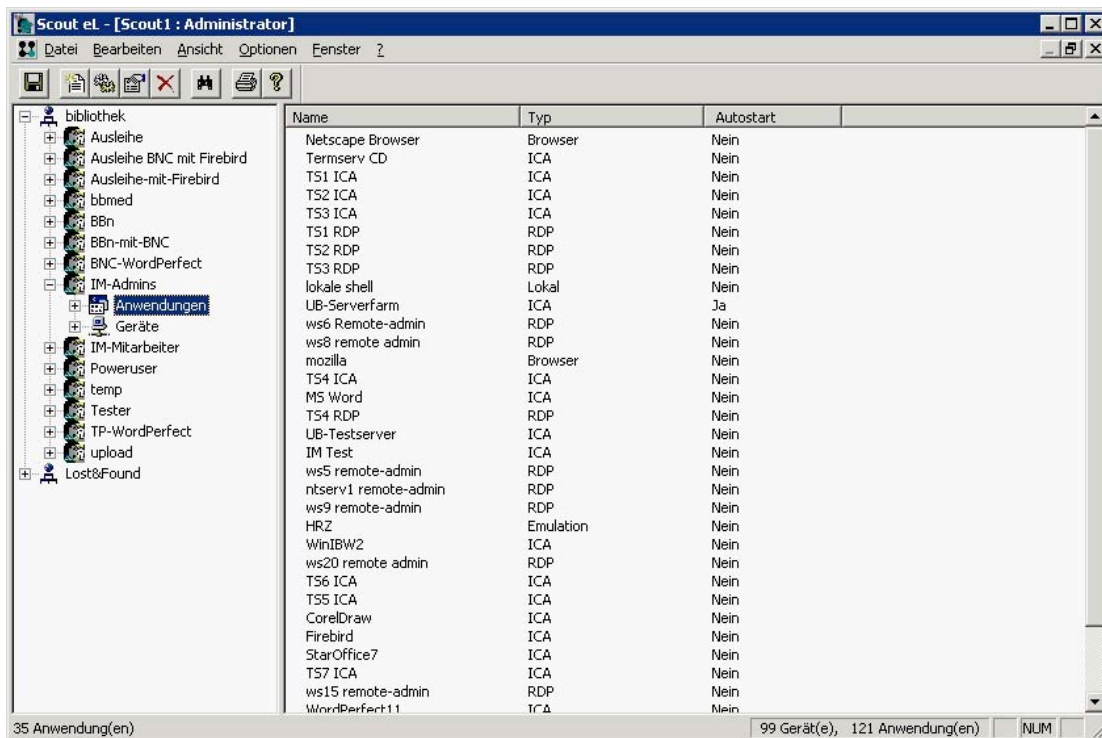 Scout eL - [Scout1 : Administrator]
Datei Bearbeiten Ansicht Optionen Fenster ?
bibliothek
Ausleihe
Ausleihe BNC mit Firebird
Ausleihe-mit-Firebird
bbmed
BBn
BBn-mit-BNC
BNC-WordPerfect
IM-Admins
Anwendungen
Geräte
IM-Mitarbeiter
Poweruser
temp
Tester
TP-WordPerfect
upload
Lost&Found
Name Typ Autostart
Netscape Browser Browser Nein
Termserv CD ICA Nein
TS1 ICA ICA Nein
TS2 ICA ICA Nein
TS3 ICA ICA Nein
TS1 RDP RDP Nein
TS2 RDP RDP Nein
TS3 RDP RDP Nein
lokale shell Lokal Nein
UB-Serverfarm ICA Ja
ws6 Remote-admin RDP Nein
ws8 remote admin RDP Nein
mozilla Browser Nein
TS4 ICA ICA Nein
MS Word ICA Nein
TS4 RDP RDP Nein
UB-Testserver ICA Nein
IM Test ICA Nein
ws5 remote-admin RDP Nein
ntserv1 remote-admin RDP Nein
ws9 remote-admin RDP Nein
HRZ Emulation Nein
WinIBW2 ICA Nein
ws20 remote admin RDP Nein
TS6 ICA ICA Nein
TS5 ICA ICA Nein
CorelDraw ICA Nein
Firebird ICA Nein
StarOffice7 ICA Nein
TS7 ICA ICA Nein
ws15 remote-admin RDP Nein
WordPerfect11 ICA Nein
35 Anwendung(en) 99 Gerät(e), 121 Anwendung(en) NUM